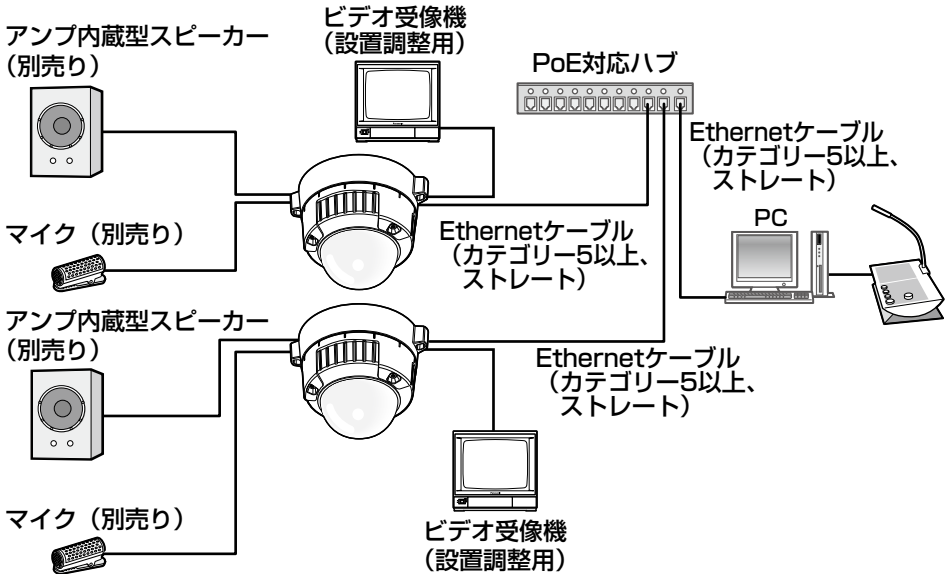 アンプ内蔵型スピーカー
（別売り）
ビデオ受像機
（設置調整用）
PoE対応ハブ
Ethernetケーブル
（カテゴリー5以上、
ストレート）
マイク（別売り）
Ethernetケーブル
（カテゴリー5以上、
ストレート）
PC
アンプ内蔵型スピーカー
（別売り）
Ethernetケーブル
（カテゴリー5以上、
ストレート）
マイク（別売り）
ビデオ受像機
（設置調整用）